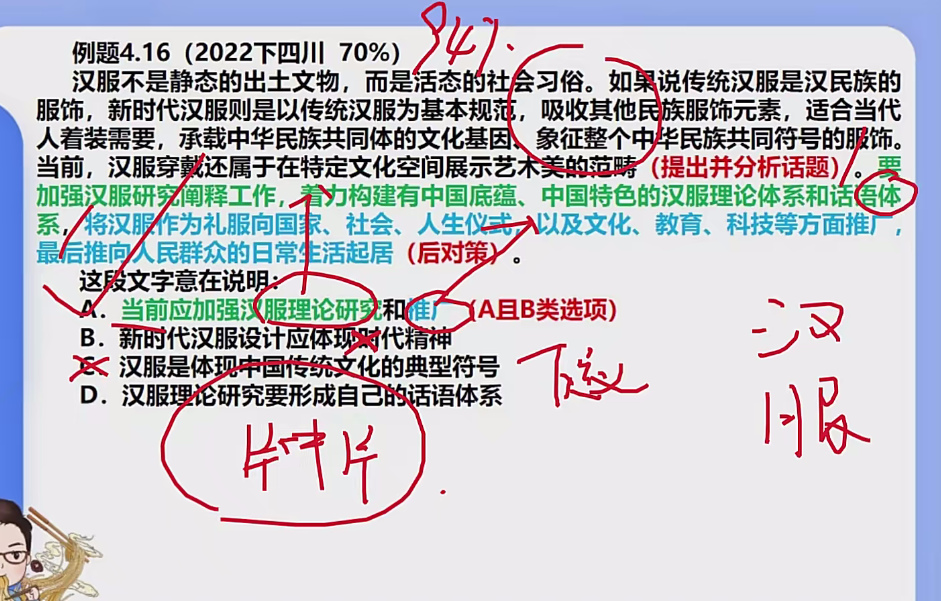 94%.
例题4.16（2022下四川 70%）
汉服不是静态的出土文物，而是活态的社会习俗。如果说传统汉服是汉民族的
服饰，新时代汉服则是以传统汉服为基本规范，吸收其他民族服饰元素，适合当代
人着装需要，承载中华民族共同体的文化基因、象征整个中华民族共同符号的服饰。
当前，汉服穿戴还属于在特定文化空间展示艺术美的范畴（提出并分析话题）。要
加强汉服研究阐释工作，着力构建有中国底蕴、中国特色的汉服理论体系和话语体
系，将汉服作为礼服向国家、社会、人生仪式，以及文化、教育、科技等方面推广，
最后推向人民群众的日常生活起居（后对策）。
这段文字意在说明：
A．当前应加强汉服理论研究和推广（A且B类选项）
B．新时代汉服设计应体现时代精神
C．汉服是体现中国传统文化的典型符号
D．汉服理论研究要形成自己的话语体系
汉
服